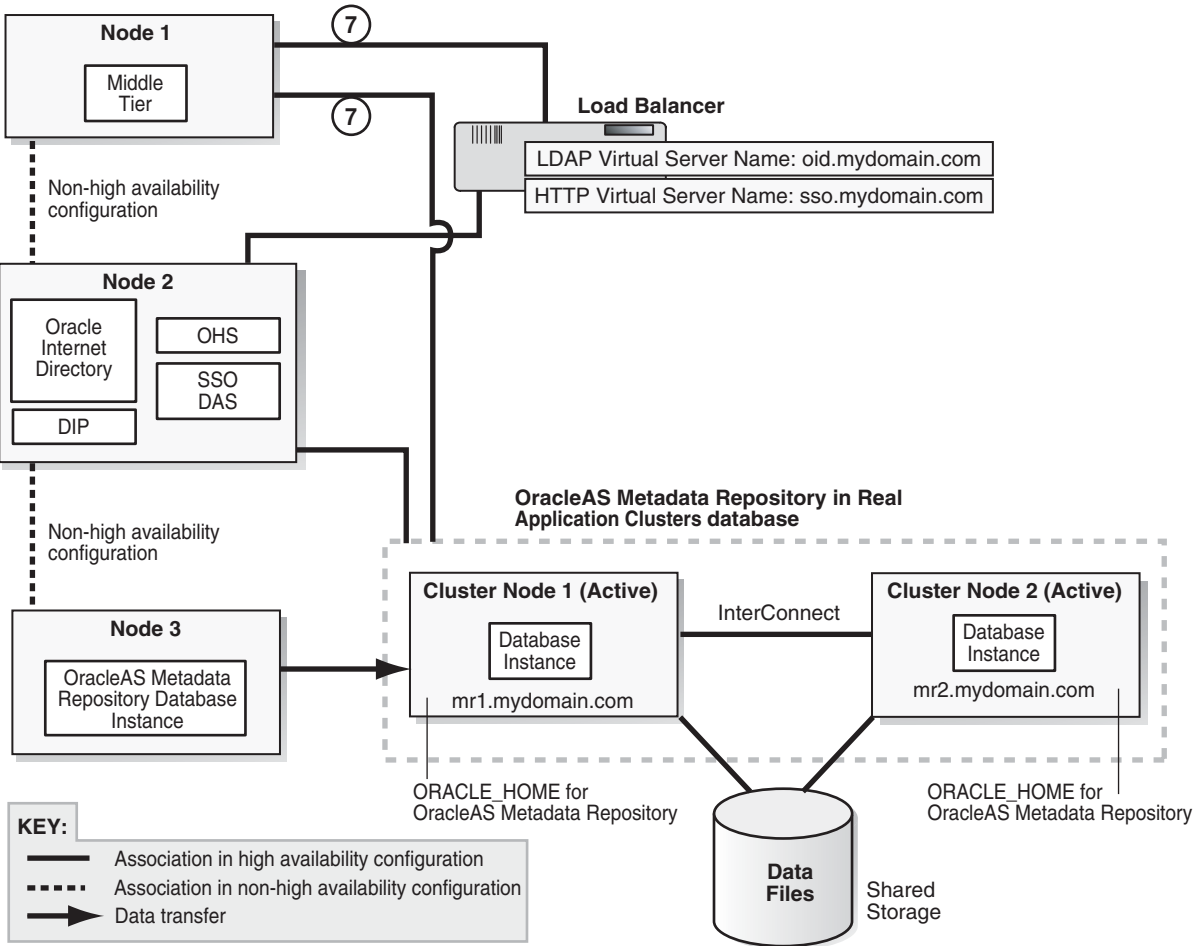 Node 1
Middle
Tier
7
7
Load Balancer
LDAP Virtual Server Name: oid.mydomain.com
HTTP Virtual Server Name: sso.mydomain.com
Non-high availability
configuration
Node 2
Oracle
Internet
Directory
DIP
OHS
SSO
DAS
Non-high availability
configuration
OracleAS Metadata Repository in Real
Application Clusters database
Node 3
OracleAS Metadata
Repository Database
Instance
Cluster Node 1 (Active)
Database
Instance
mr1.mydomain.com
InterConnect
Cluster Node 2 (Active)
Database
Instance
mr2.mydomain.com
ORACLE_HOME for
OracleAS Metadata Repository
ORACLE_HOME for
OracleAS Metadata Repository
Data
Files
Shared
Storage
KEY:
Association in high availability configuration
Association in non-high availability configuration
Data transfer